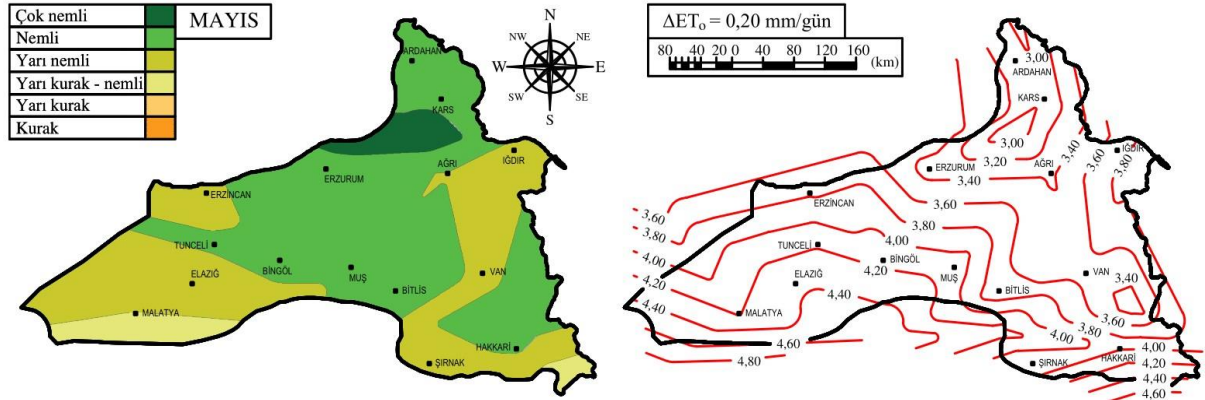 Çok nemli
Nemli
Yarı nemli
Yarı kurak - nemli
Yarı kurak
Kurak
MAYIS
N
NW NE
W E
SW SE
S
ARDAHAN
KARS
IĞDIR
AĞRI
ERZURUM
ERZİNCAN
TUNCELİ
BİNGÖL
MUŞ
VAN
ELAZIĞ
BİTLİS
MALATYA
HAKKARİ
ŞIRNAK
ΔETo = 0,20 mm/gün
80 40 20 0 40 80 120 160
(km)
3,00
ARDAHAN
KARS
3,00
IĞDIR
3,20
3,40
3,60
3,80
ERZURUM
AĞRI
3,40
ERZİNCAN
3,60
3,60
3,80
3,80
4,00
TUNCELİ
4,00
BİNGÖL
4,20
MUŞ
VAN
4,20
ELAZIĞ
3,40
4,40
BİTLİS
4,40
MALATYA
3,60
3,80
4,00
4,60
HAKKARİ
4,00
4,80
ŞIRNAK
4,20
4,40
4,60